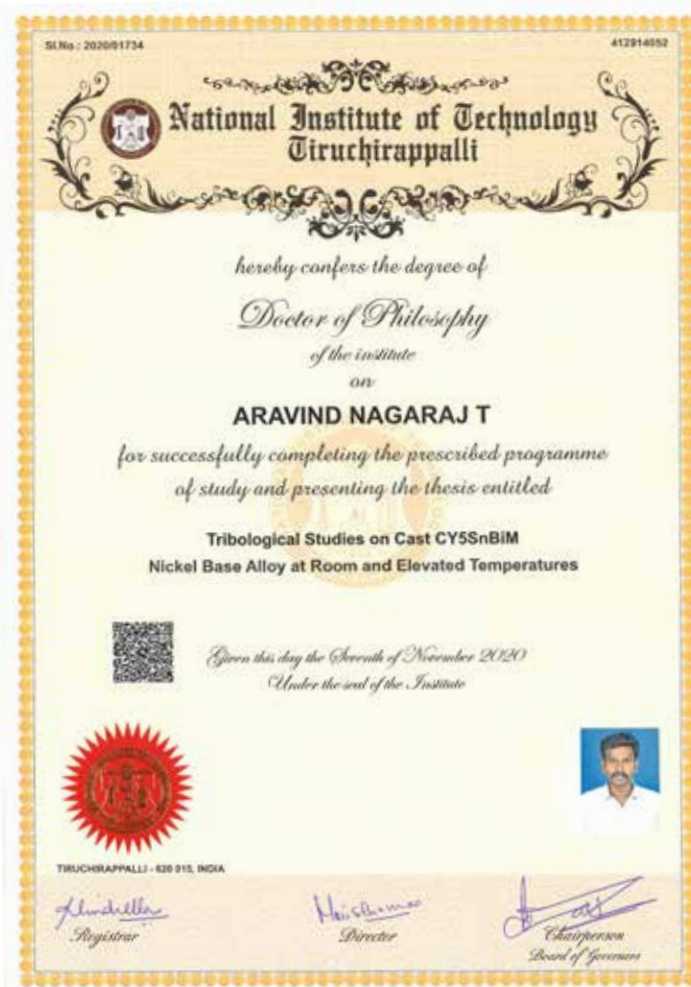 Sl.No.: 2020/01734
412914052
National Institute of Technology
Tiruchirappalli
hereby confers the degree of
Doctor of Philosophy
of the institute
on
ARAVIND NAGARAJ T
for successfully completing the prescribed programme
of study and presenting the thesis entitled
Tribological Studies on Cast CY5SnBiM
Nickel Base Alloy at Room and Elevated Temperatures
Given this day the Seventh of November 2020
Under the seal of the Institute
TIRUCHIRAPPALLI - 620 015, INDIA
Registrar
Director
Chairperson
Board of Governors